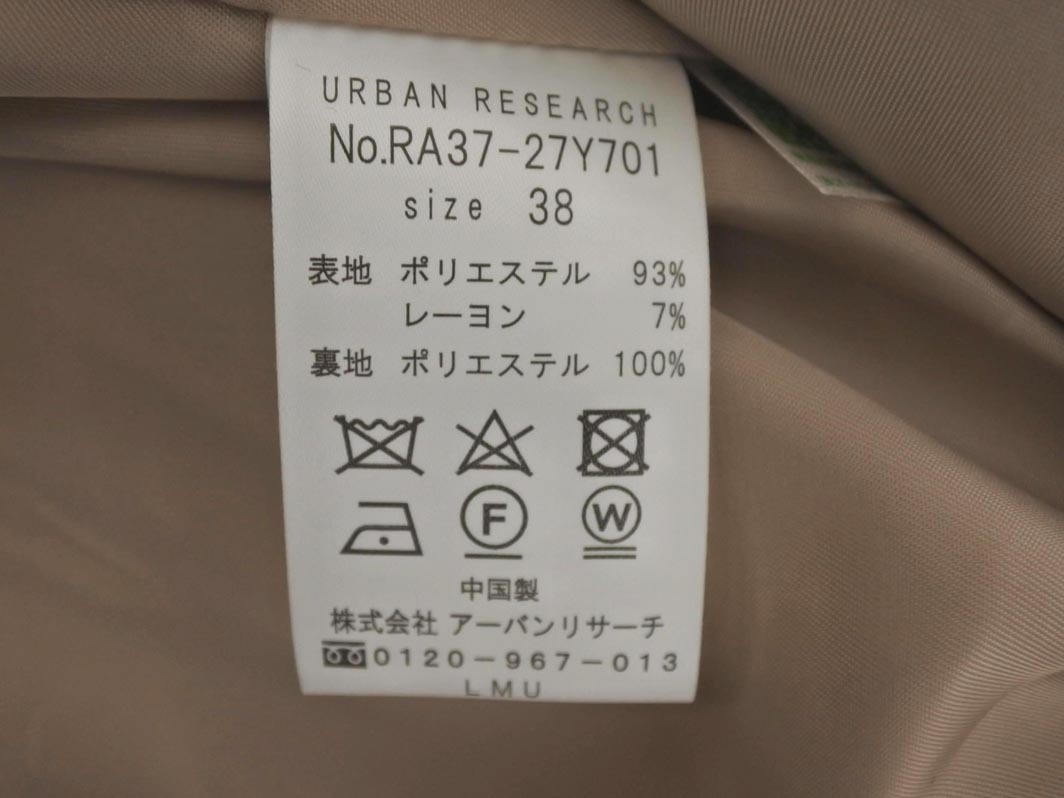 URBAN RESEARCH
No.RA37-27Y701
size 38
表地 ポリエステル 93%
レーヨン 7%
裏地 ポリエステル 100%
F W
中国製
株式会社 アーバンリサーチ
0120-967-013
LMU